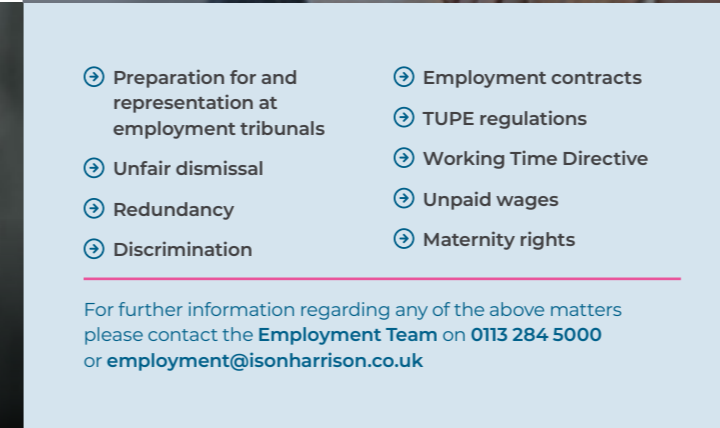 Preparation for and
representation at
employment tribunals
Unfair dismissal
Redundancy
Discrimination
Employment contracts
TUPE regulations
Working Time Directive
Unpaid wages
Maternity rights
For further information regarding any of the above matters
please contact the Employment Team on 0113 284 5000
or employment@isonharrison.co.uk